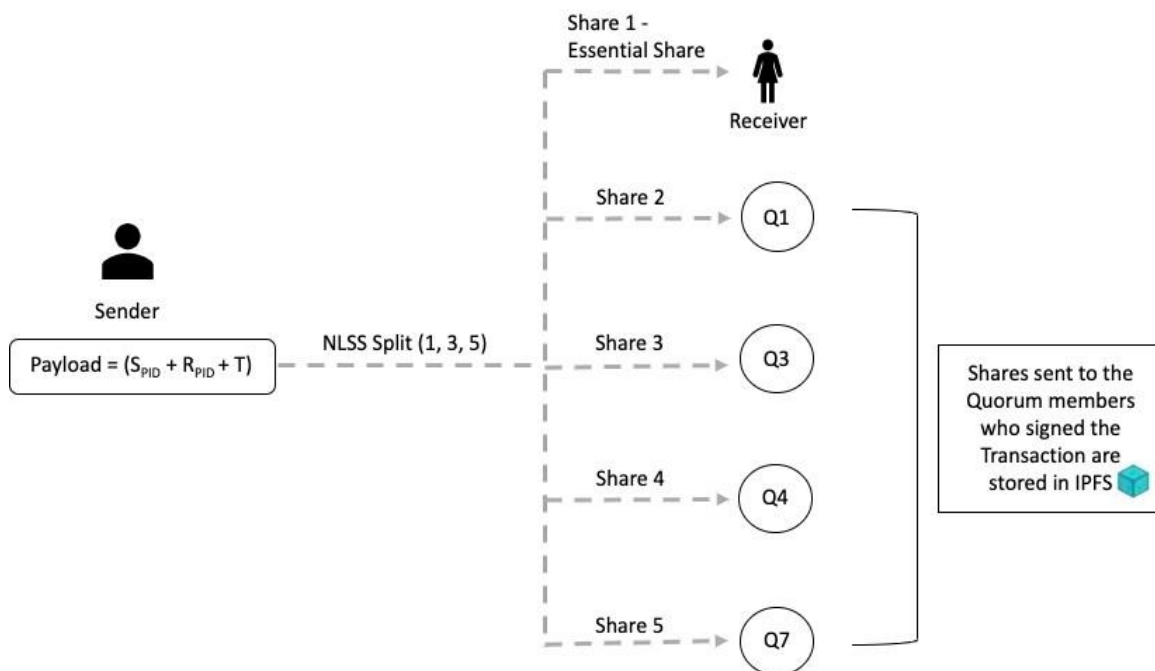 Share 1 -
Essential Share
Receiver
Share 2
Q1
Sender
Payload = (S_PID + R_PID + T)
NLSS Split (1, 3, 5)
Share 3
Q3
Shares sent to the
Quorum members
who signed the
Transaction are
stored in IPFS
Share 4
Q4
Share 5
Q7